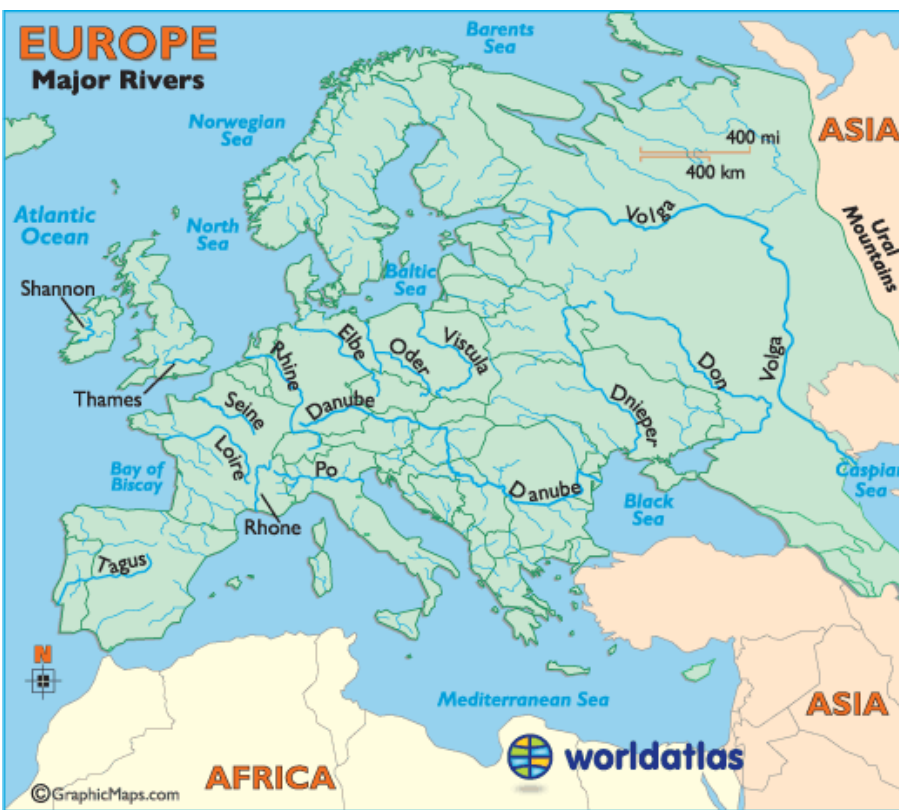 EUROPE
Major Rivers
Barents
Sea
Norwegian
Sea
ASIA
400 mi
400 km
Volga
Atlantic
Ocean
North
Sea
Ural
Mountains
Baltic
Sea
Shannon
Elbe
Oder
Vistula
Rhine
Don
Volga
Thames
Seine
Danube
Dnieper
Loire
Bay of
Biscay
Po
Danube
Caspian
Sea
Black
Sea
Rhone
Tagus
N
Mediterranean Sea
ASIA
worldatlas
AFRICA
©GraphicMaps.com